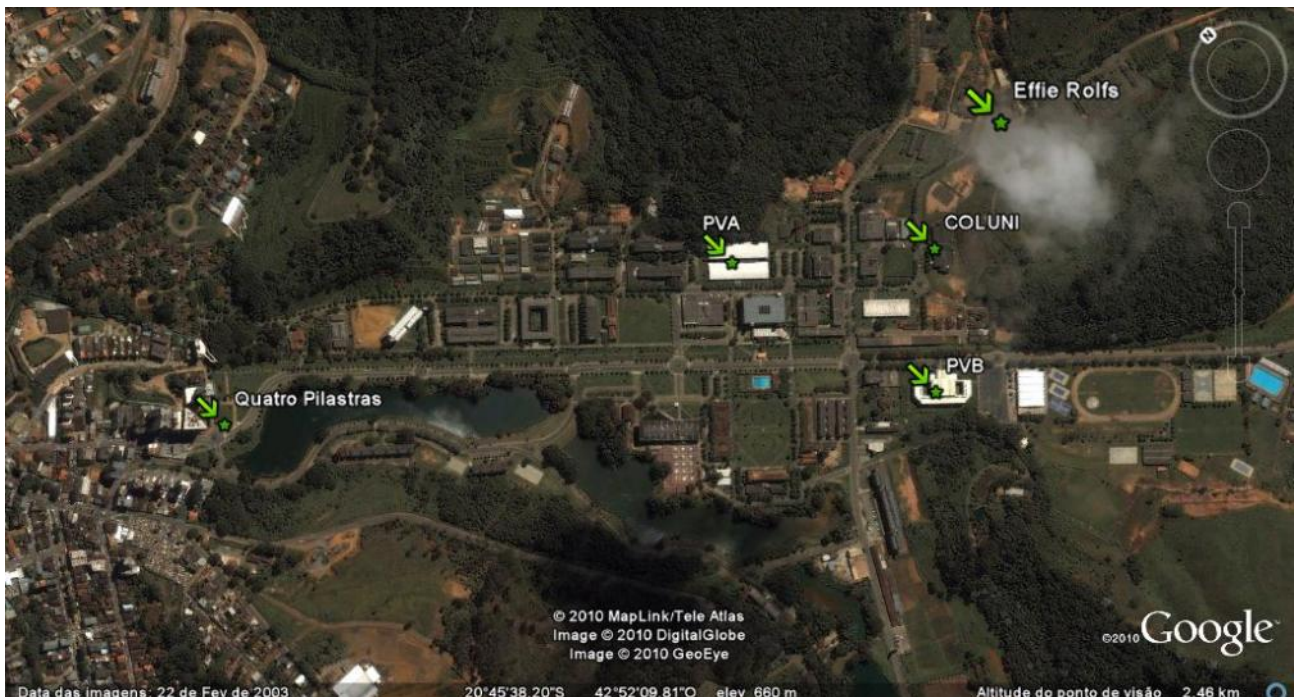 N
Effie Rolfs
PVA
COLUNI
PVB
Quatro Pilastras
© 2010 MapLink/Tele Atlas
Image © 2010 DigitalGlobe
Image © 2010 GeoEye
©2010 Google
Data das imagens: 22 de Fev de 2003 20°45'38.20"S 42°52'09.81"O elev 660 m Altitude do ponto de visão 2.46 km